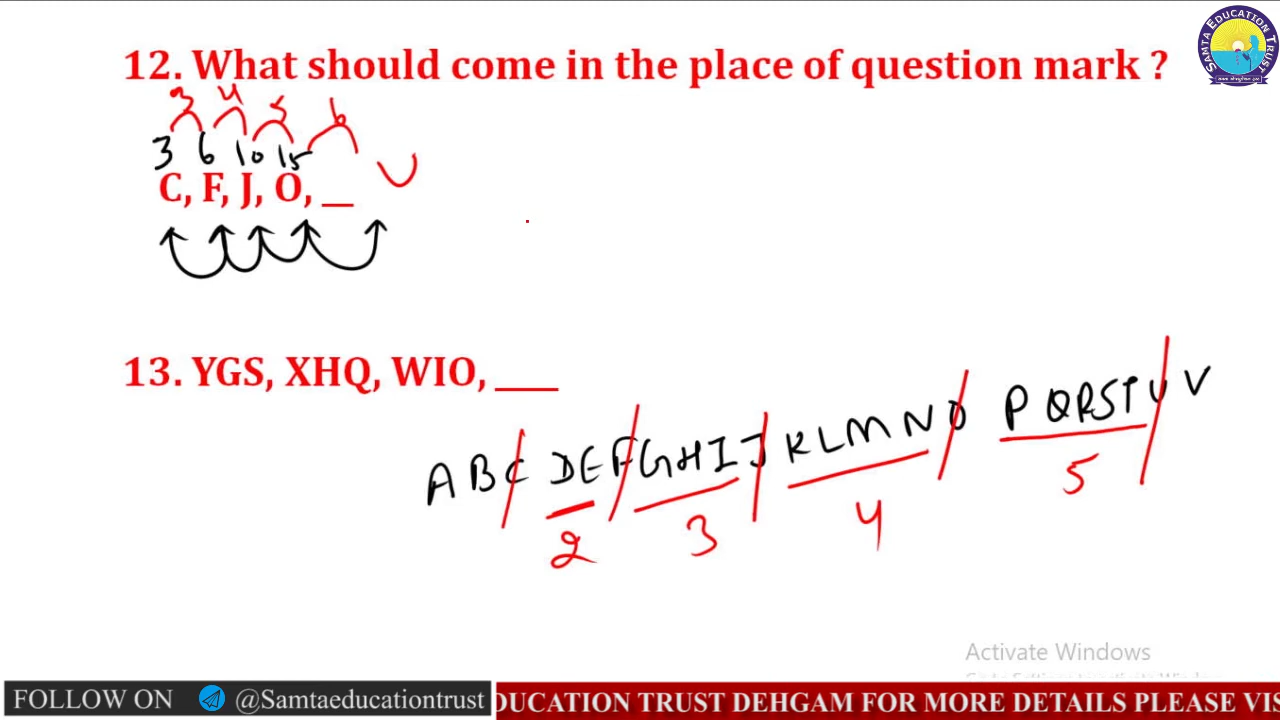 12. What should come in the place of question mark ?
3 4 5 6
3 6 10 15
C, F, J, O, __ U
13. YGS, XHQ, WIO, ____
A B C D E F G H I J K L M N O P Q R S T U V
2 3 4 5
SAMTA EDUCATION TRUST
Activate Windows
FOLLOW ON @Samtaeducationtrust
DUCATION TRUST DEHGAM FOR MORE DETAILS PLEASE VIS